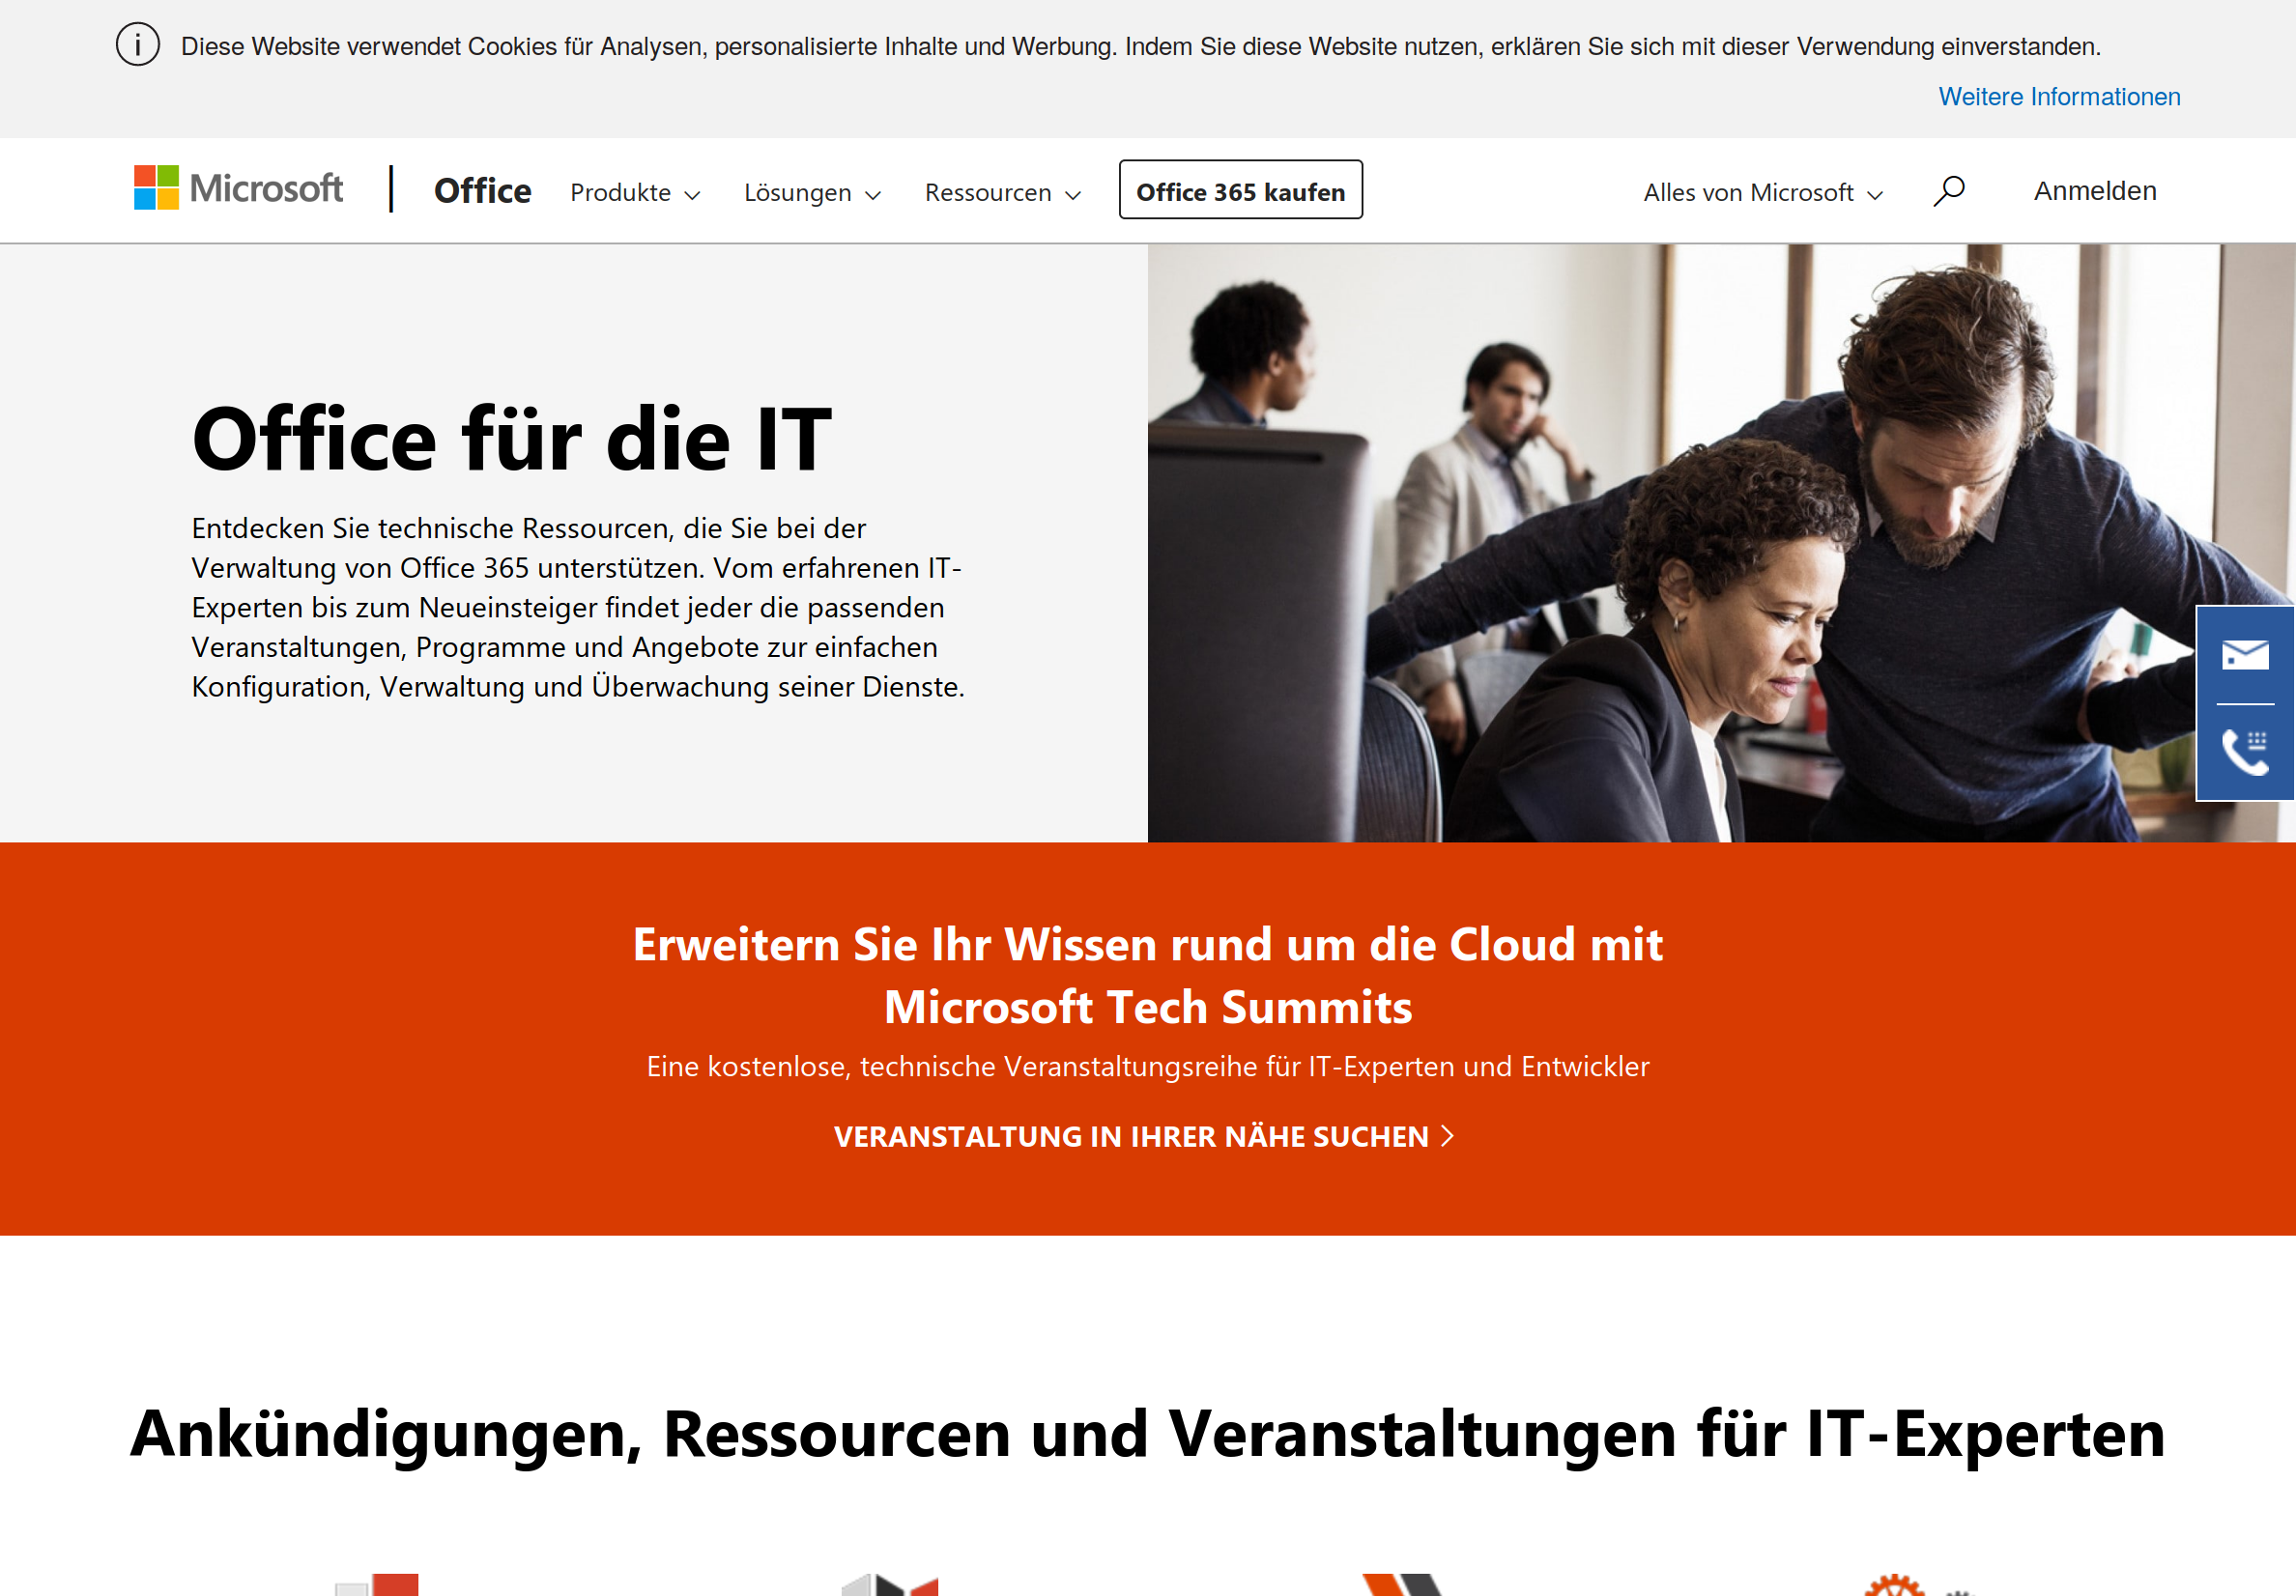 Diese Website verwendet Cookies für Analysen, personalisierte Inhalte und Werbung. Indem Sie diese Website nutzen, erklären Sie sich mit dieser Verwendung einverstanden.
Weitere Informationen
Microsoft
Office
Produkte
Lösungen
Ressourcen
Office 365 kaufen
Alles von Microsoft
Anmelden
Office für die IT
Entdecken Sie technische Ressourcen, die Sie bei der
Verwaltung von Office 365 unterstützen. Vom erfahrenen IT-
Experten bis zum Neueinsteiger findet jeder die passenden
Veranstaltungen, Programme und Angebote zur einfachen
Konfiguration, Verwaltung und Überwachung seiner Dienste.
Erweitern Sie Ihr Wissen rund um die Cloud mit
Microsoft Tech Summits
Eine kostenlose, technische Veranstaltungsreihe für IT-Experten und Entwickler
VERANSTALTUNG IN IHRER NÄHE SUCHEN
Ankündigungen, Ressourcen und Veranstaltungen für IT-Experten